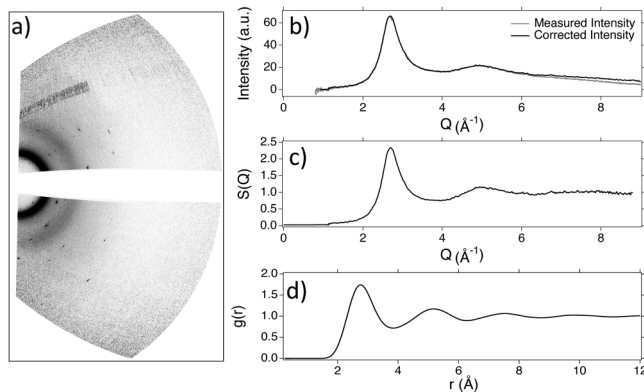 a)
b)
Intensity (a.u.)
60
40
20
0
Measured Intensity
Corrected Intensity
0 2 4 6 8
Q (Å⁻¹)
c)
S(Q)
2.5
2.0
1.5
1.0
0.5
0.0
0 2 4 6 8
Q (Å⁻¹)
d)
g(r)
2.0
1.5
1.0
0.5
0.0
2 4 6 8 10 12
r (Å)